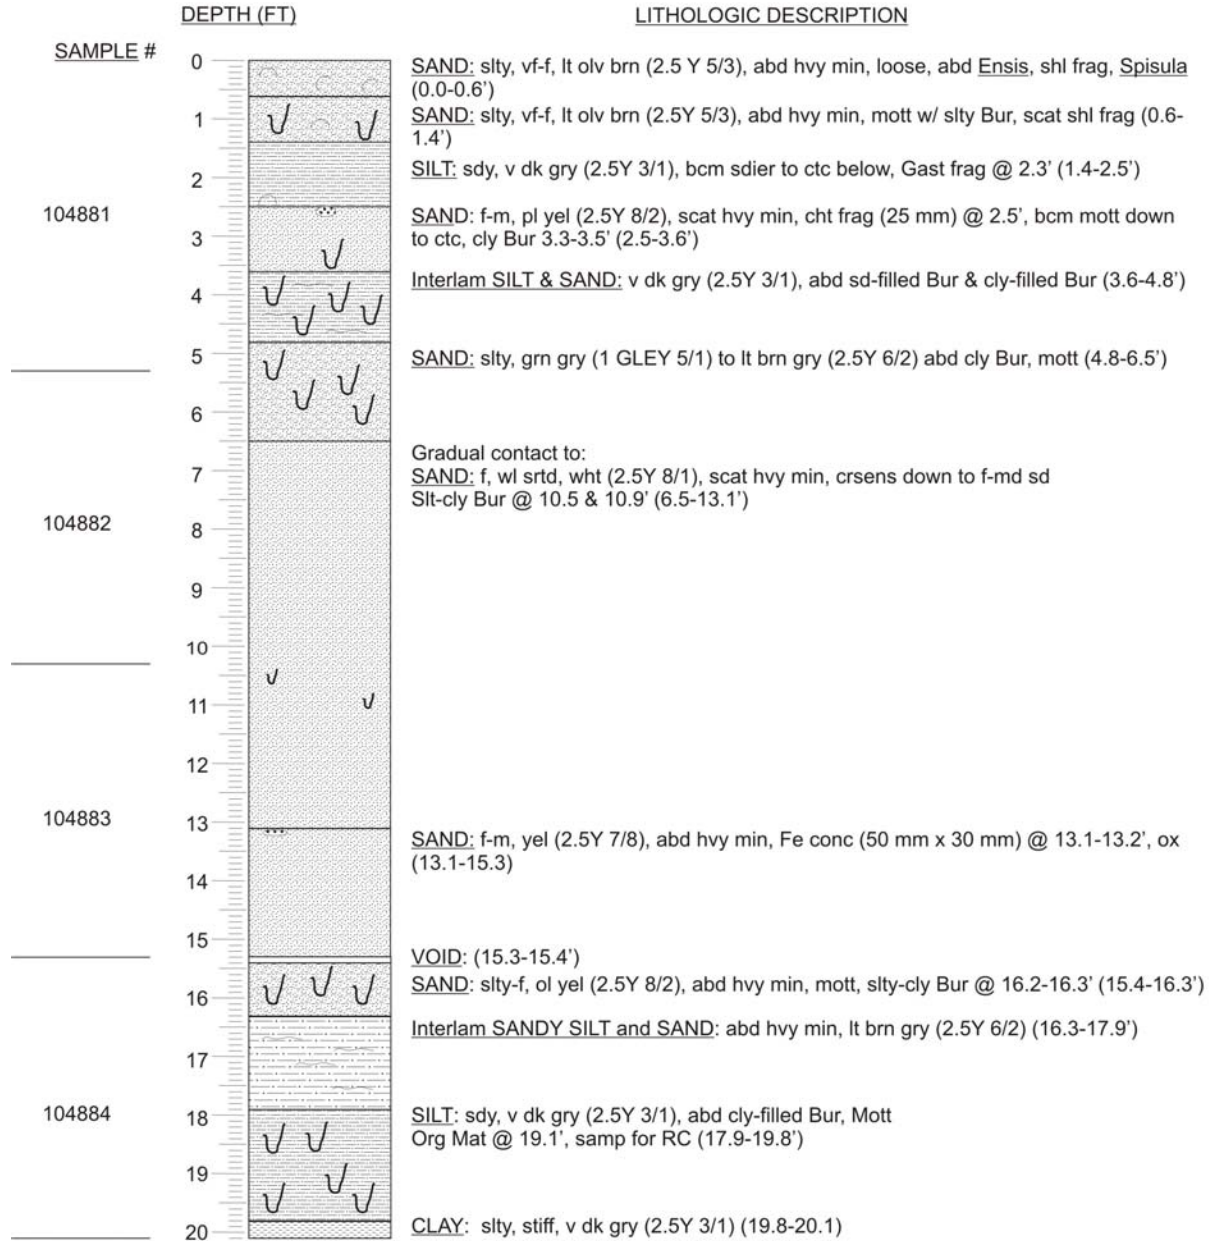 DEPTH (FT)
LITHOLOGIC DESCRIPTION
SAMPLE #
0
SAND: slty, vf-f, lt olv brn (2.5 Y 5/3), abd hvy min, loose, abd Ensis, shl frag, Spisula
(0.0-0.6’)
1
SAND: slty, vf-f, lt olv brn (2.5Y 5/3), abd hvy min, mott w/ slty Bur, scat shl frag (0.6-
1.4’)
2
SILT: sdy, v dk gry (2.5Y 3/1), bcm sdier to ctc below, Gast frag @ 2.3’ (1.4-2.5’)
104881
3
SAND: f-m, pl yel (2.5Y 8/2), scat hvy min, cht frag (25 mm) @ 2.5’, bcm mott down
to ctc, cly Bur 3.3-3.5’ (2.5-3.6’)
4
Interlam SILT & SAND: v dk gry (2.5Y 3/1), abd sd-filled Bur & cly-filled Bur (3.6-4.8’)
5
SAND: slty, grn gry (1 GLEY 5/1) to lt brn gry (2.5Y 6/2) abd cly Bur, mott (4.8-6.5’)
6
7
Gradual contact to:
SAND: f, wl srtd, wht (2.5Y 8/1), scat hvy min, crsens down to f-md sd
Slt-cly Bur @ 10.5 & 10.9’ (6.5-13.1’)
104882
8
9
10
11
12
104883
13
SAND: f-m, yel (2.5Y 7/8), abd hvy min, Fe conc (50 mm x 30 mm) @ 13.1-13.2’, ox
(13.1-15.3)
14
15
VOID: (15.3-15.4’)
16
SAND: slty-f, ol yel (2.5Y 8/2), abd hvy min, mott, slty-cly Bur @ 16.2-16.3’ (15.4-16.3’)
Interlam SANDY SILT and SAND: abd hvy min, lt brn gry (2.5Y 6/2) (16.3-17.9’)
17
104884
18
SILT: sdy, v dk gry (2.5Y 3/1), abd cly-filled Bur, Mott
Org Mat @ 19.1’, samp for RC (17.9-19.8’)
19
20
CLAY: slty, stiff, v dk gry (2.5Y 3/1) (19.8-20.1)